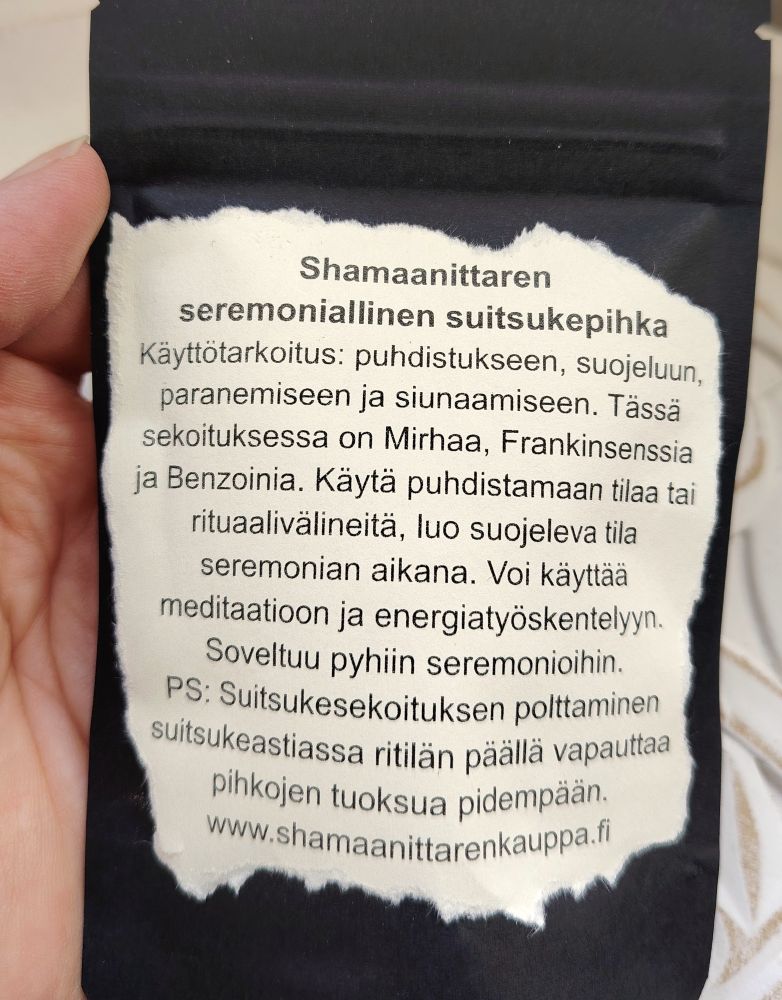 Shamaanittaren
seremoniallinen suitsukepihka
Käyttötarkoitus: puhdistukseen, suojeluun,
paranemiseen ja siunaamiseen. Tässä
sekoituksessa on Mirhaa, Frankinsenssia
ja Benzoinia. Käytä puhdistamaan tilaa tai
rituaalivälineitä, luo suojeleva tila
seremonian aikana. Voi käyttää
meditaatioon ja energiatyöskentelyyn.
Soveltuu pyhiin seremonioihin.
PS: Suitsukesekoituksen polttaminen
suitsukeastiassa ritilän päällä vapauttaa
pihkojen tuoksua pidempään.
www.shamaanittarenkauppa.fi